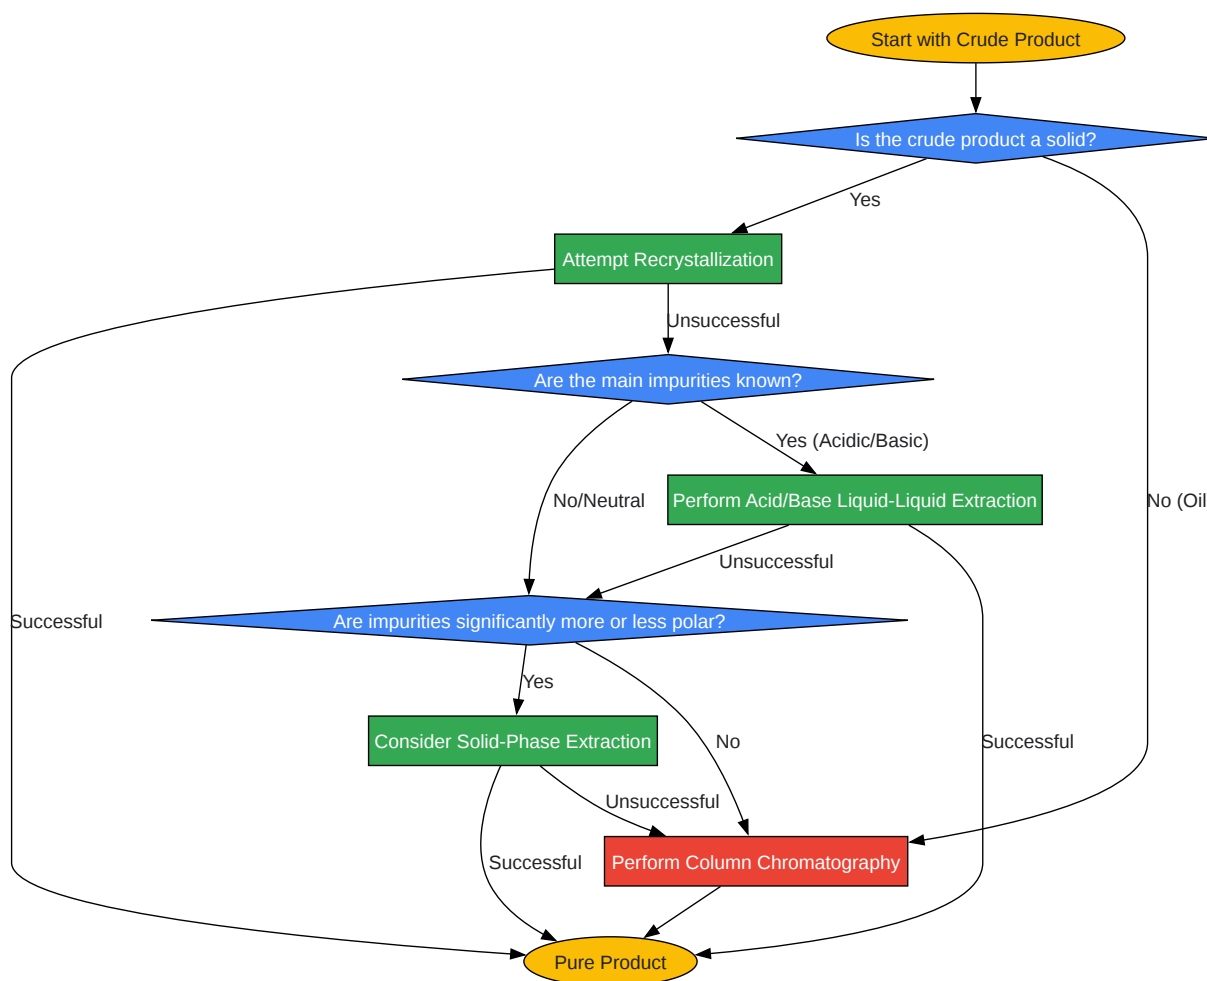 Start with Crude Product
Is the crude product a solid?
Yes
Attempt Recrystallization
Unsuccessful
Are the main impurities known?
Yes (Acidic/Basic)
No/Neutral
Perform Acid/Base Liquid-Liquid Extraction
No (Oil
Unsuccessful
Successful
Are impurities significantly more or less polar?
Yes
Consider Solid-Phase Extraction
No
Successful
Unsuccessful
Successful
Perform Column Chromatography
Pure Product